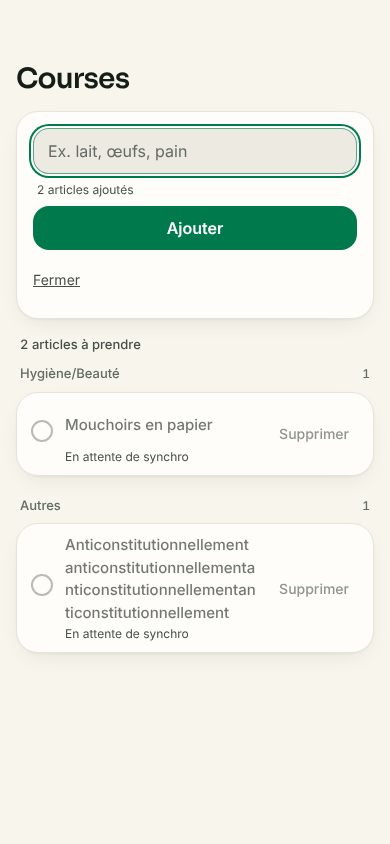 Courses
Ex. lait, œufs, pain
2 articles ajoutés
Ajouter
Fermer
2 articles à prendre
Hygiène/Beauté 1
Mouchoirs en papier
Supprimer
En attente de synchro
Autres 1
Anticonstitutionnellement
anticonstitutionnellementa
nticonstitutionnellementan
ticonstitutionnellement
Supprimer
En attente de synchro